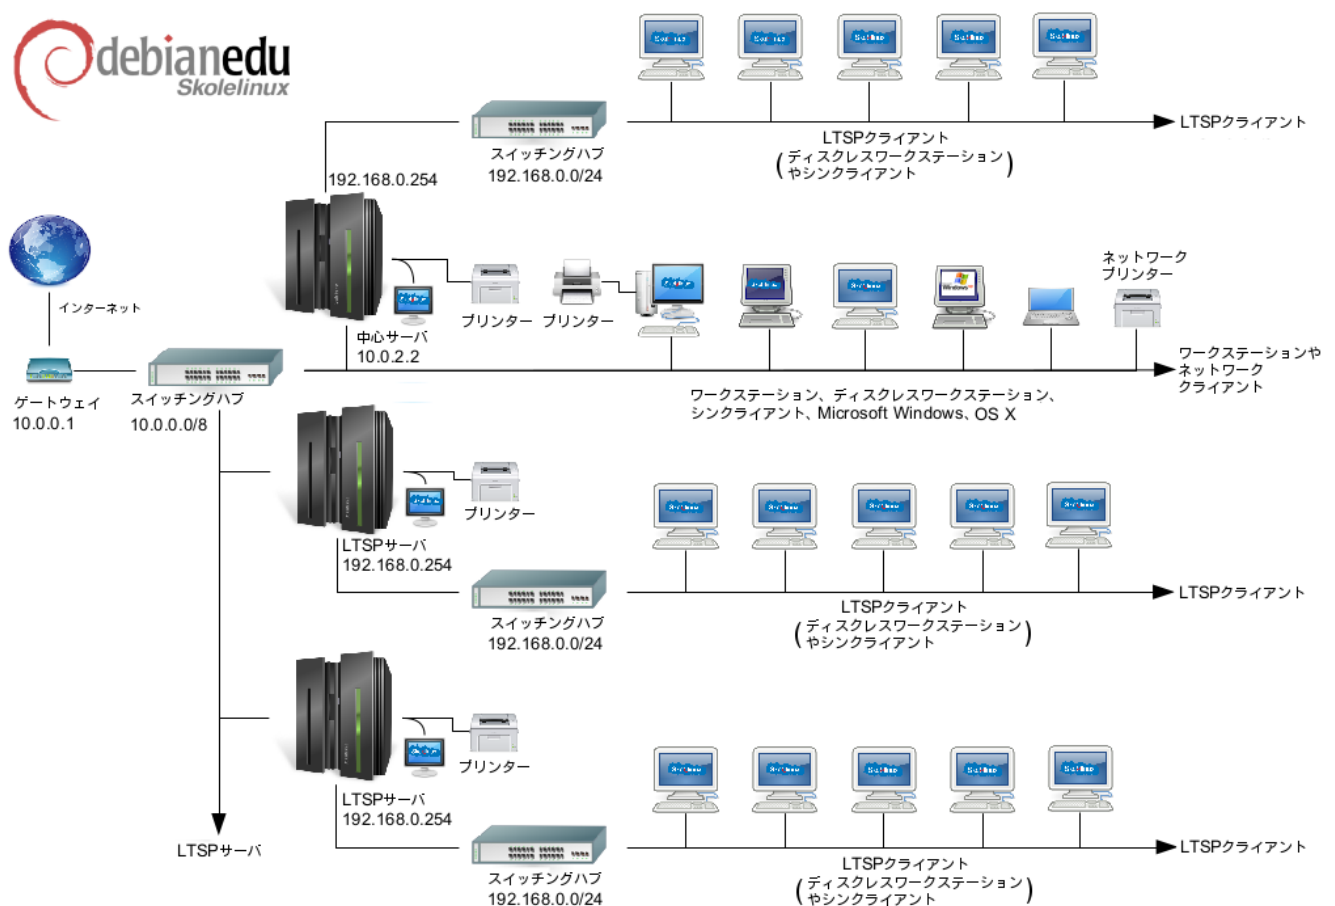 debianedu
Skolelinux
LTSPクライアント
LTSPクライアント
(ディスクレスワークステーション
やシンクライアント)
スイッチングハブ
192.168.0.0/24
192.168.0.254
インターネット
ゲートウェイ
10.0.0.1
スイッチングハブ
10.0.0.0/8
中心サーバ
10.0.2.2
プリンター
プリンター
Windows
ネットワーク
プリンター
ワークステーションや
ネットワーク
クライアント
ワークステーション、ディスクレスワークステーション、
シンクライアント、Microsoft Windows、OS X
プリンター
LTSPサーバ
192.168.0.254
スイッチングハブ
192.168.0.0/24
LTSPクライアント
(ディスクレスワークステーション
やシンクライアント)
LTSPクライアント
プリンター
LTSPサーバ
192.168.0.254
LTSPサーバ
スイッチングハブ
192.168.0.0/24
LTSPクライアント
(ディスクレスワークステーション
やシンクライアント)
LTSPクライアント